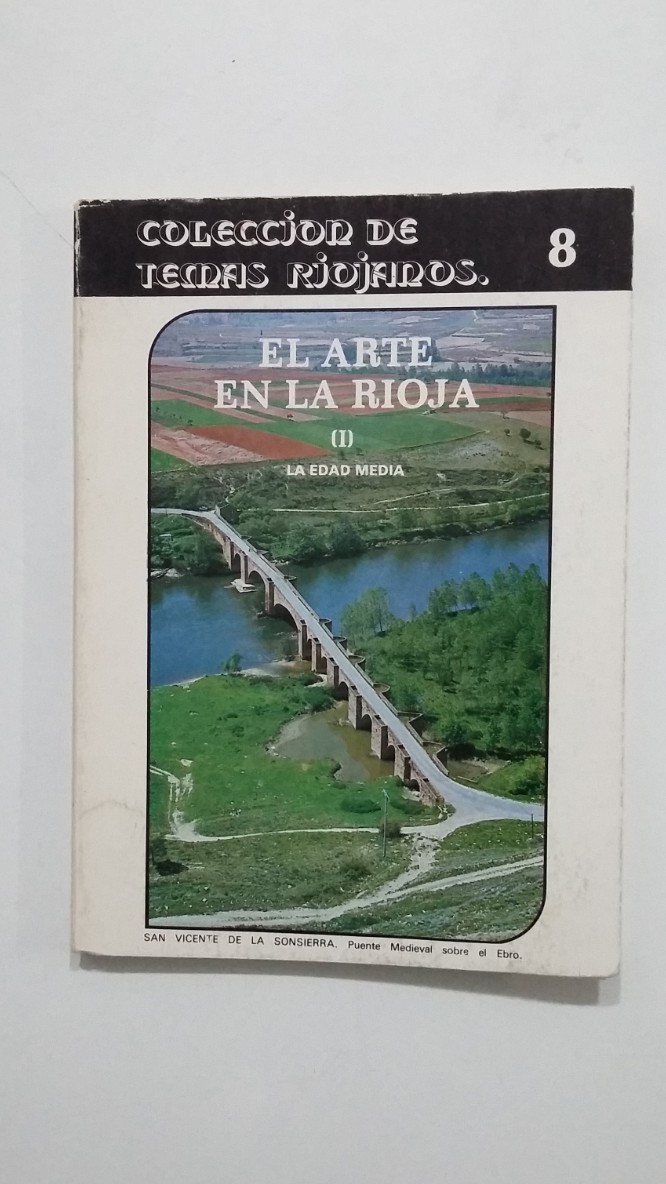 COLECCION DE
TEMAS RIOJANOS.
8
EL ARTE
EN LA RIOJA
(I)
LA EDAD MEDIA
SAN VICENTE DE LA SONSIERRA. Puente Medieval sobre el Ebro.